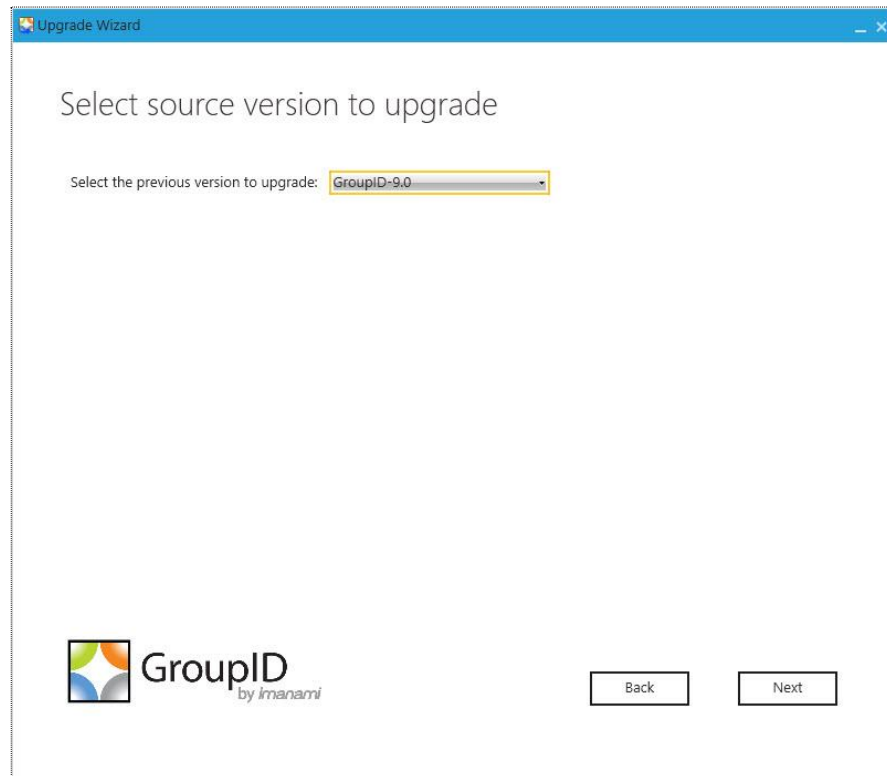 Upgrade Wizard
Select source version to upgrade
Select the previous version to upgrade: GroupID-9.0
GroupID
by imanami
Back Next